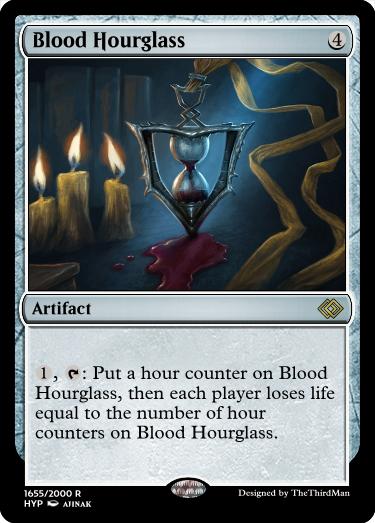 Blood Hourglass 4
Artifact
1, : Put a hour counter on Blood
Hourglass, then each player loses life
equal to the number of hour
counters on Blood Hourglass.
1655/2000 R
HYP AJINAK
Designed by TheThirdMan